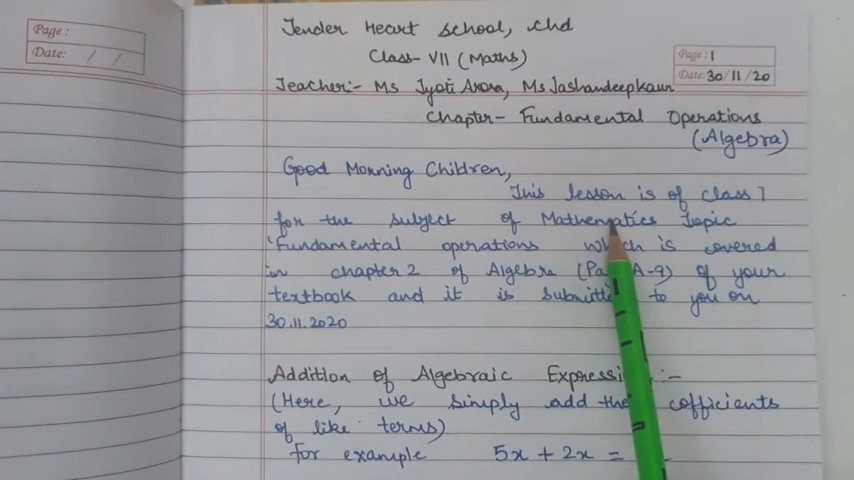 Page:
Date: / /
Tender Heart School, Chd
Class- VII (Maths)
Page: 1
Date: 30/11/20
Teacher:- Ms Jyoti Arora, Ms Jashandeepkaur
Chapter- Fundamental Operations
(Algebra)
Good Morning Children,
This lesson is of class 7
for the subject of Mathematics Topic
'Fundamental operations which is covered
in chapter 2 of Algebra (Pa A-9) of your
textbook and it is submitte to you on
30.11.2020
Addition of Algebraic Expressi :-
(Here, we simply add the cofficients
of like terms)
For example 5x + 2x =